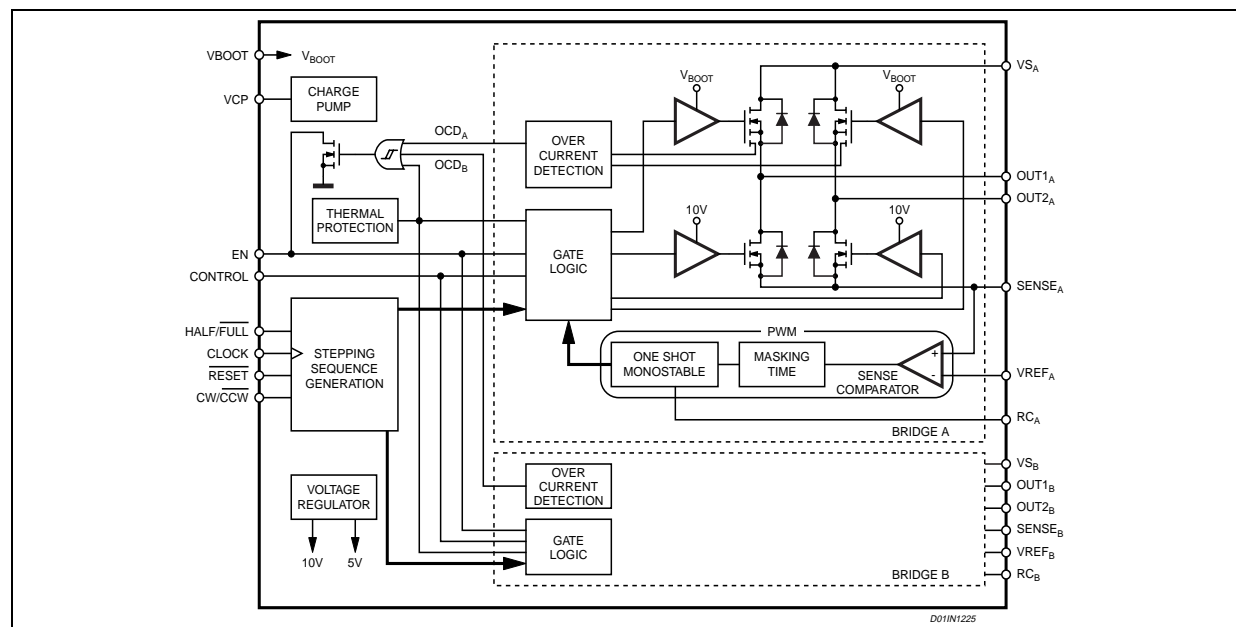 VBOOT
VBOOT
VCP
CHARGE
PUMP
OCDA
OCDB
THERMAL
PROTECTION
EN
CONTROL
HALF/FULL
CLOCK
RESET
CW/CCW
STEPPING
SEQUENCE
GENERATION
VOLTAGE
REGULATOR
10V 5V
OVER
CURRENT
DETECTION
GATE
LOGIC
VBOOT VBOOT
10V 10V
PWM
ONE SHOT
MONOSTABLE
MASKING
TIME
+
-
SENSE
COMPARATOR
BRIDGE A
OVER
CURRENT
DETECTION
GATE
LOGIC
BRIDGE B
VSA
OUT1A
OUT2A
SENSEA
VREFA
RCA
VSB
OUT1B
OUT2B
SENSEB
VREFB
RCB
D01IN1225